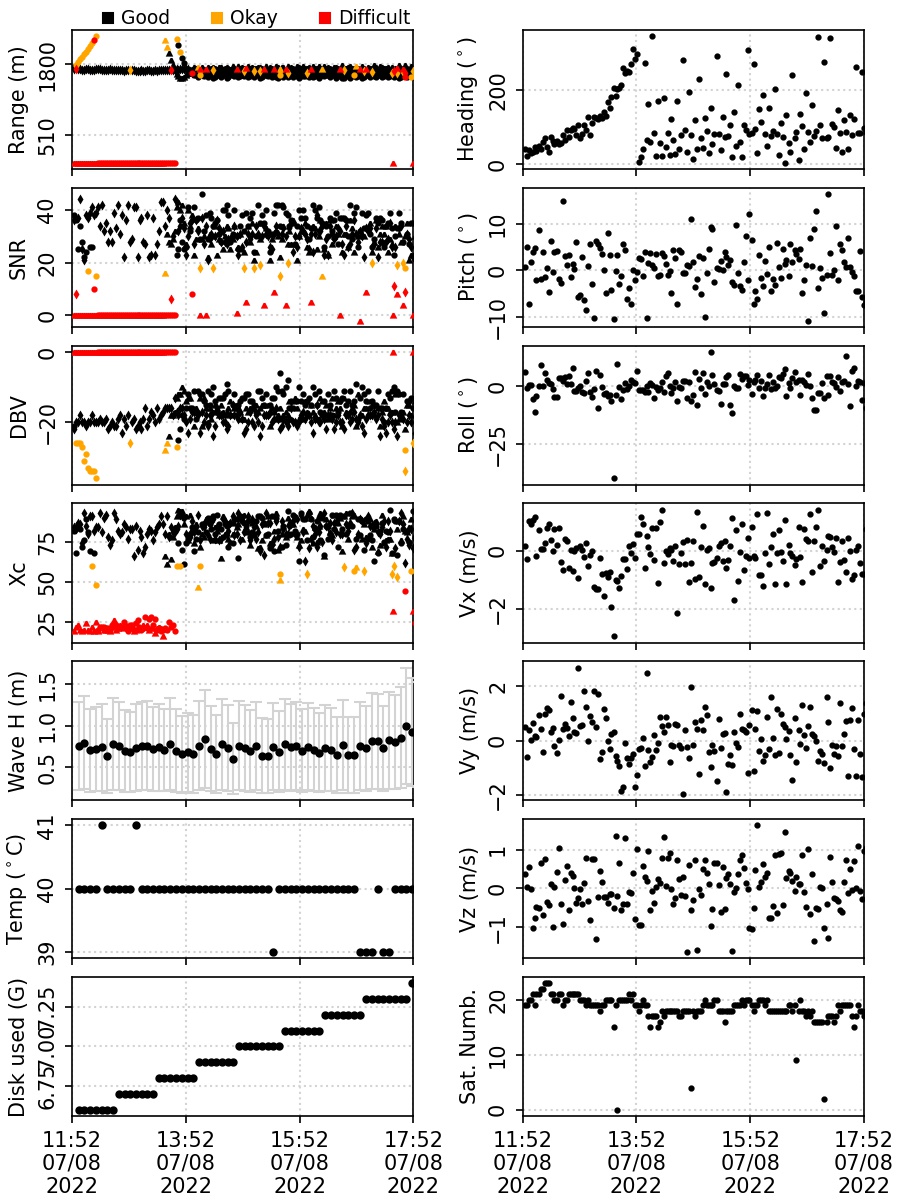 Good Okay Difficult
Range (m)
1800
510
Heading (°)
200
0
SNR
40
20
0
Pitch (°)
10
0
−10
DBV
0
−20
Roll (°)
0
−25
Xc
75
50
25
Vx (m/s)
0
−2
Wave H (m)
1.5
1.0
0.5
Vy (m/s)
2
0
−2
Temp (°C)
41
40
39
Vz (m/s)
1
0
−1
Disk used (G)
7.25
7.00
6.75
Sat. Numb.
20
10
0
11:52 13:52 15:52 17:52
07/08 07/08 07/08 07/08
2022 2022 2022 2022
11:52 13:52 15:52 17:52
07/08 07/08 07/08 07/08
2022 2022 2022 2022